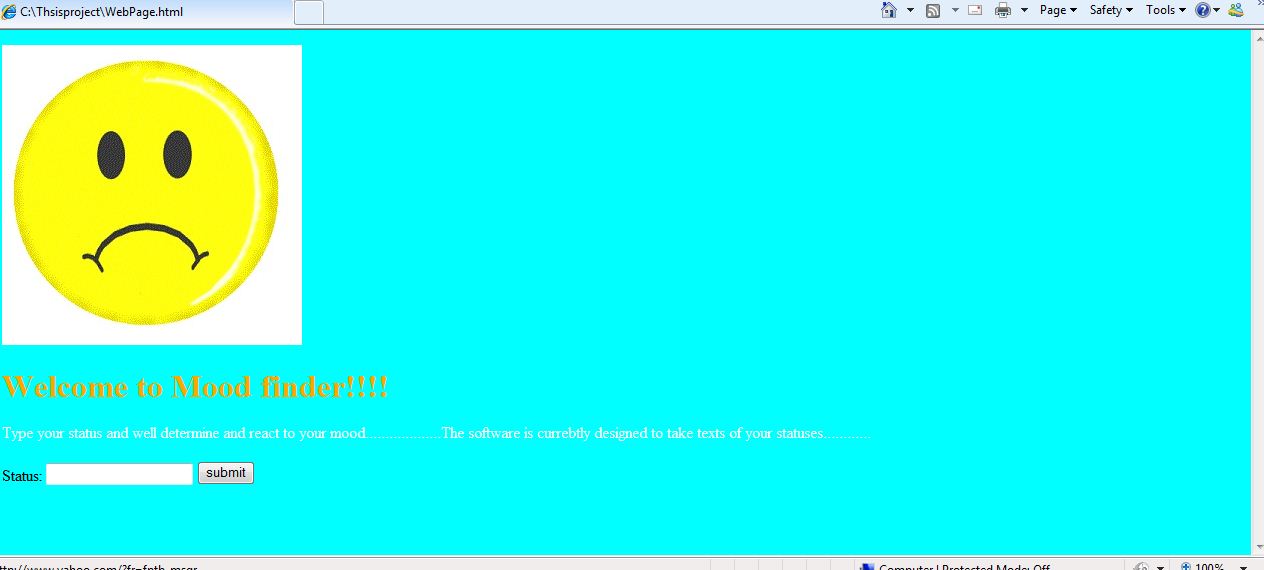 C:\Thsisproject\WebPage.html
Page Safety Tools
Welcome to Mood finder!!!!
Type your status and well determine and react to your mood....................The software is currebtly designed to take texts of your statuses............
Status: submit
ttp://www.yahoo.com/?fr=fptb-msgr Computer | Protected Mode: Off 100%